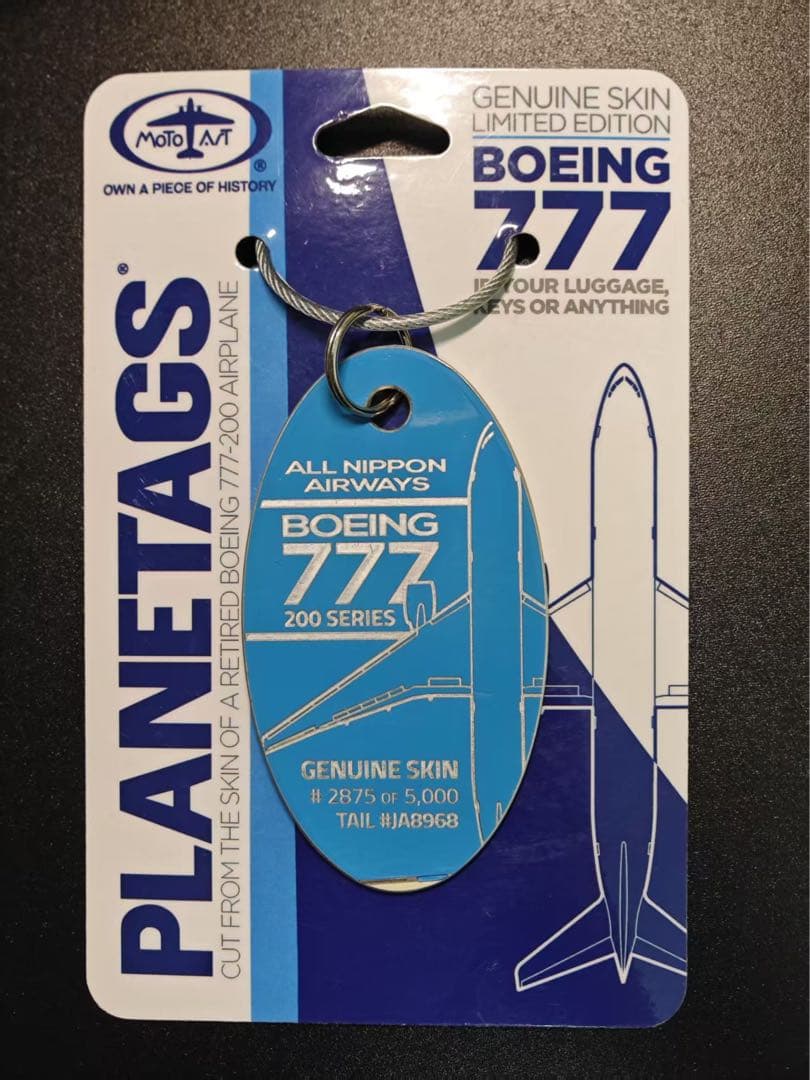 MOTOART
®
OWN A PIECE OF HISTORY
GENUINE SKIN
LIMITED EDITION
BOEING
777
ID YOUR LUGGAGE,
KEYS OR ANYTHING
PLANETAGS®
CUT FROM THE SKIN OF A RETIRED BOEING 777-200 AIRPLANE
ALL NIPPON
AIRWAYS
BOEING
777
200 SERIES
GENUINE SKIN
# 2875 OF 5,000
TAIL #JA8968